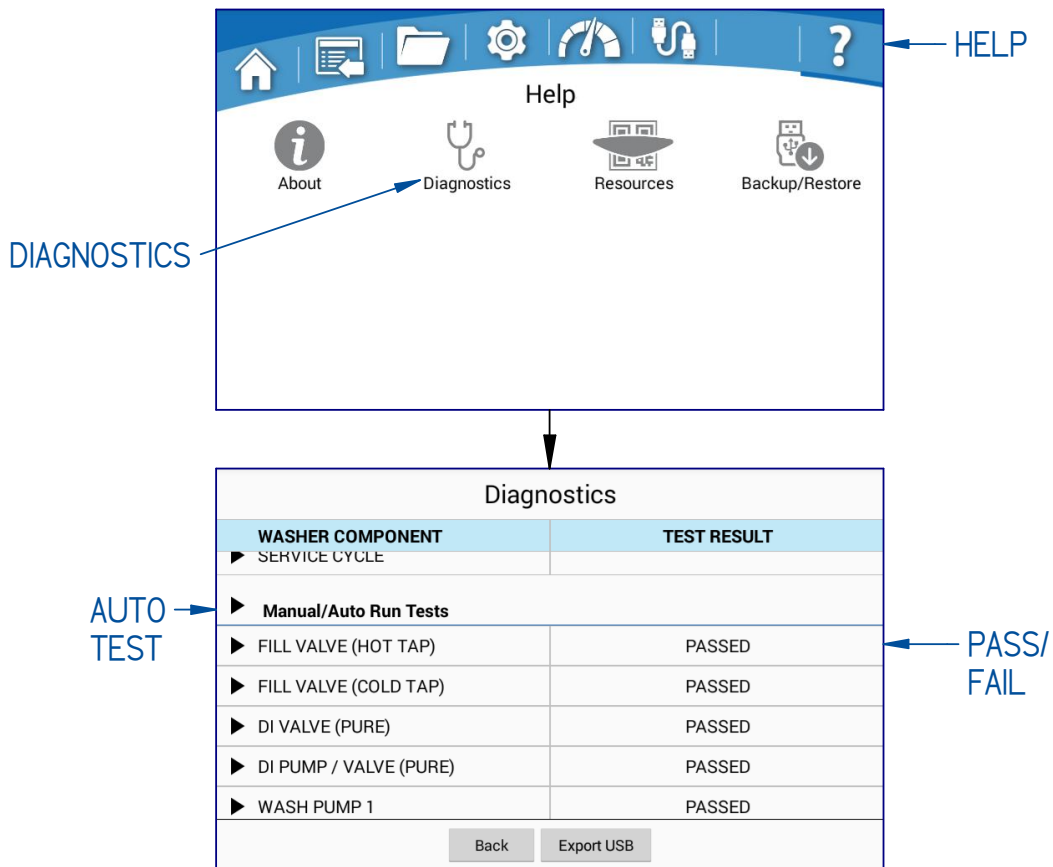 HELP
Help
About
Diagnostics
Resources
Backup/Restore
DIAGNOSTICS
Diagnostics
WASHER COMPONENT
TEST RESULT
SERVICE CYCLE
AUTO
TEST
Manual/Auto Run Tests
FILL VALVE (HOT TAP)
PASSED
PASS/
FAIL
FILL VALVE (COLD TAP)
PASSED
DI VALVE (PURE)
PASSED
DI PUMP / VALVE (PURE)
PASSED
WASH PUMP 1
PASSED
Back
Export USB